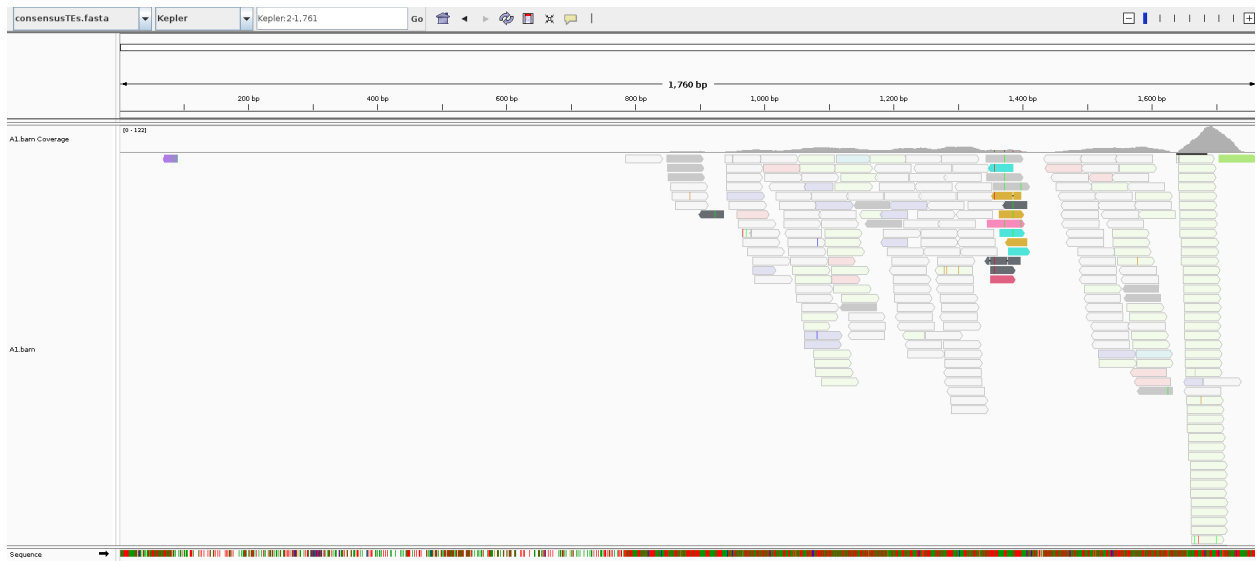 consensusTEs.fasta Kepler Kepler:2-1,761 Go
1,760 bp
200 bp 400 bp 600 bp 800 bp 1,000 bp 1,200 bp 1,400 bp 1,600 bp
[0 - 122]
A1.bam Coverage
A1.bam
Sequence